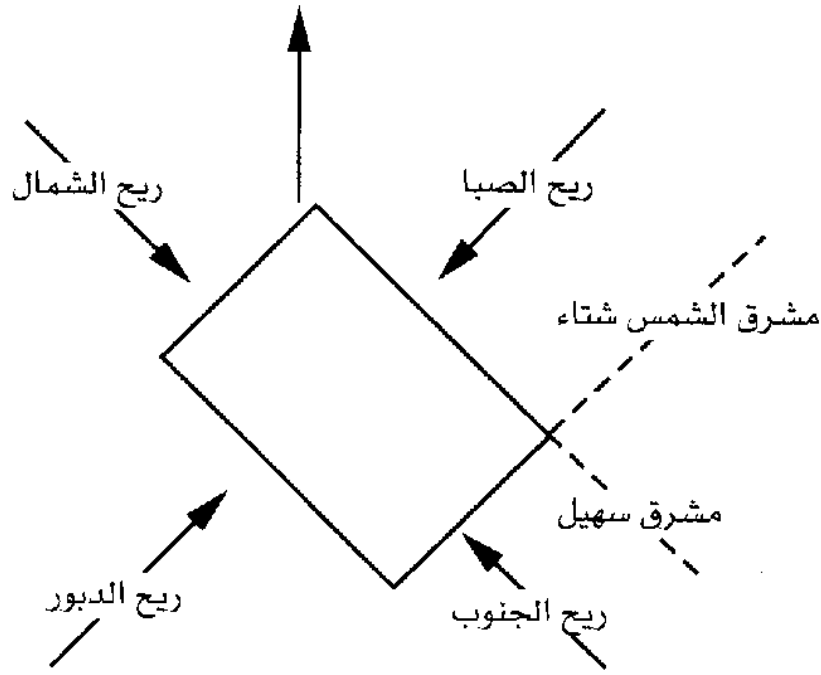 ريح الصبا
ريح الشمال
مشرق الشمس شتاء
مشرق سهيل
ريح الجنوب
ريح الدبور